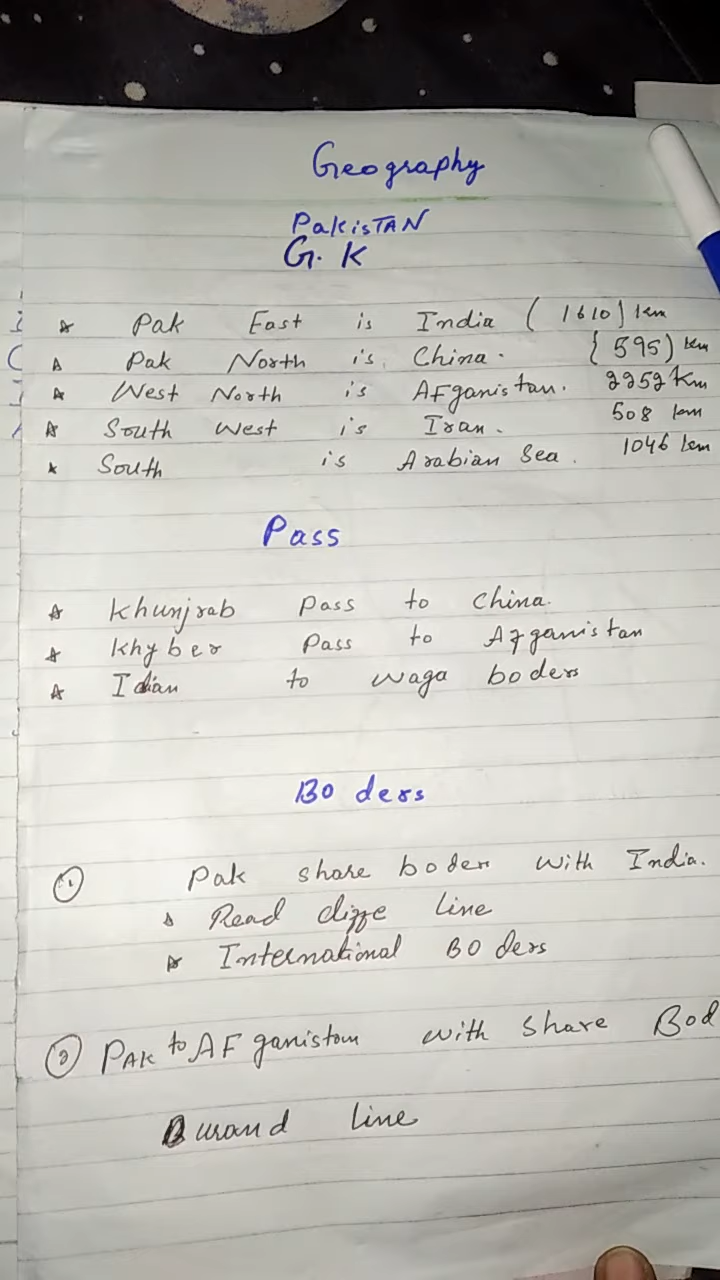 Geography
PakisTAN
G. K
Pak East is India (1610) km
Pak North is China. {595) km
West North is AFganistan. 2252 Km
South West is Iran. 508 km
South is Arabian Sea. 1046 km
Pass
Khunjrab Pass to China.
Khyber Pass to Afganistan
Idian to waga boders
Boders
① Pak share boder with India.
Read cliffe line
International Boders
② PAK to AFganistan with share Bod
Durand line